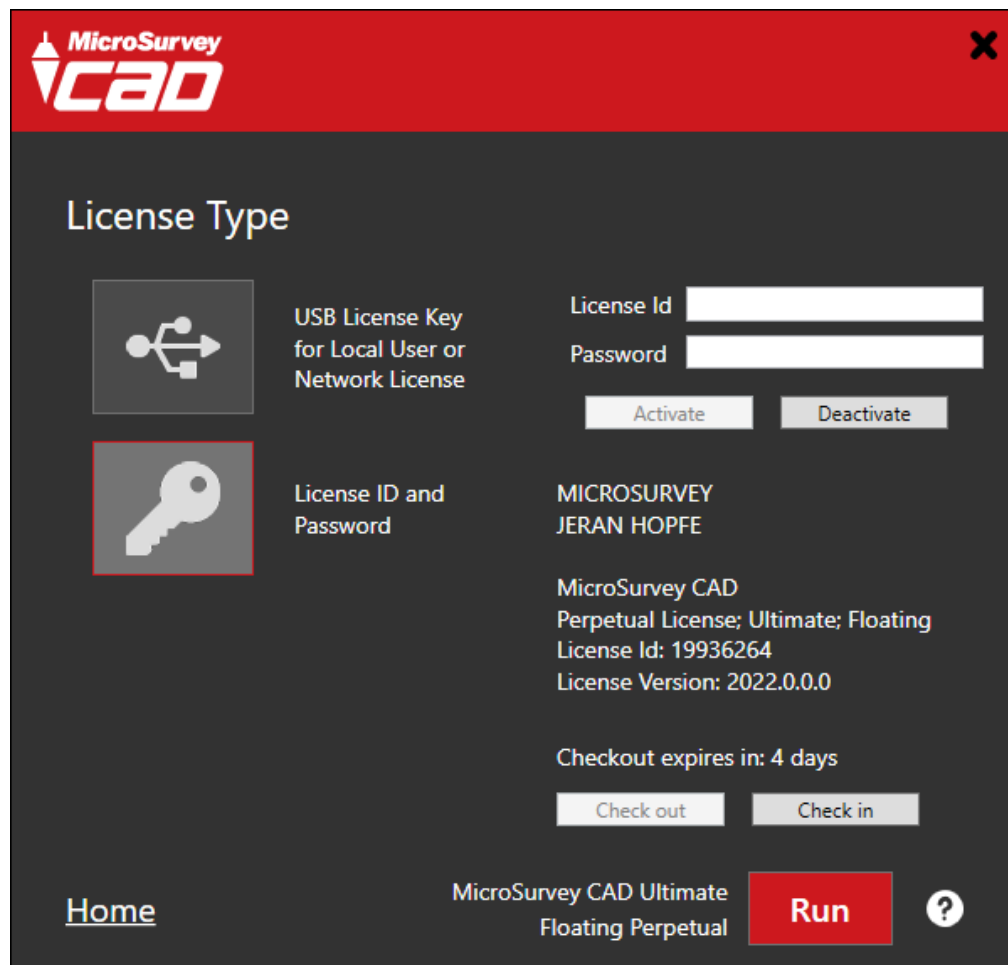 MicroSurvey
CAD
License Type
USB License Key
for Local User or
Network License
License Id
Password
Activate
Deactivate
License ID and
Password
MICROSURVEY
JERAN HOPFE
MicroSurvey CAD
Perpetual License; Ultimate; Floating
License Id: 19936264
License Version: 2022.0.0.0
Checkout expires in: 4 days
Check out
Check in
Home
MicroSurvey CAD Ultimate
Floating Perpetual
Run
?